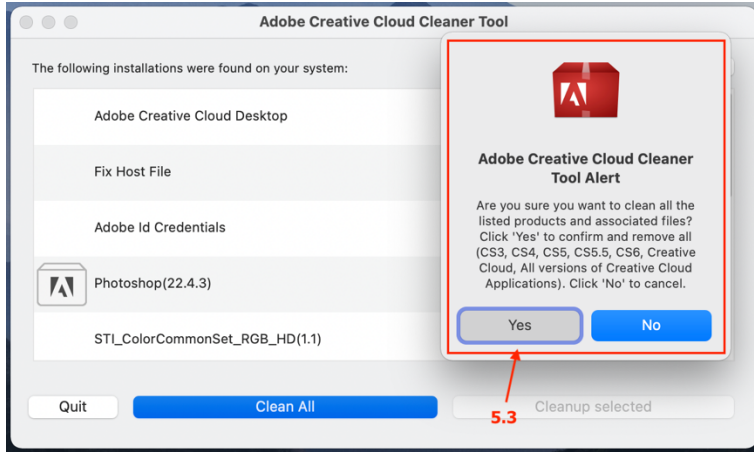 Adobe Creative Cloud Cleaner Tool
The following installations were found on your system:
Adobe Creative Cloud Desktop
Fix Host File
Adobe Id Credentials
Photoshop(22.4.3)
STI_ColorCommonSet_RGB_HD(1.1)
Quit
Clean All
Cleanup selected
Adobe Creative Cloud Cleaner
Tool Alert
Are you sure you want to clean all the
listed products and associated files?
Click 'Yes' to confirm and remove all
(CS3, CS4, CS5, CS5.5, CS6, Creative
Cloud, All versions of Creative Cloud
Applications). Click 'No' to cancel.
Yes
No
5.3